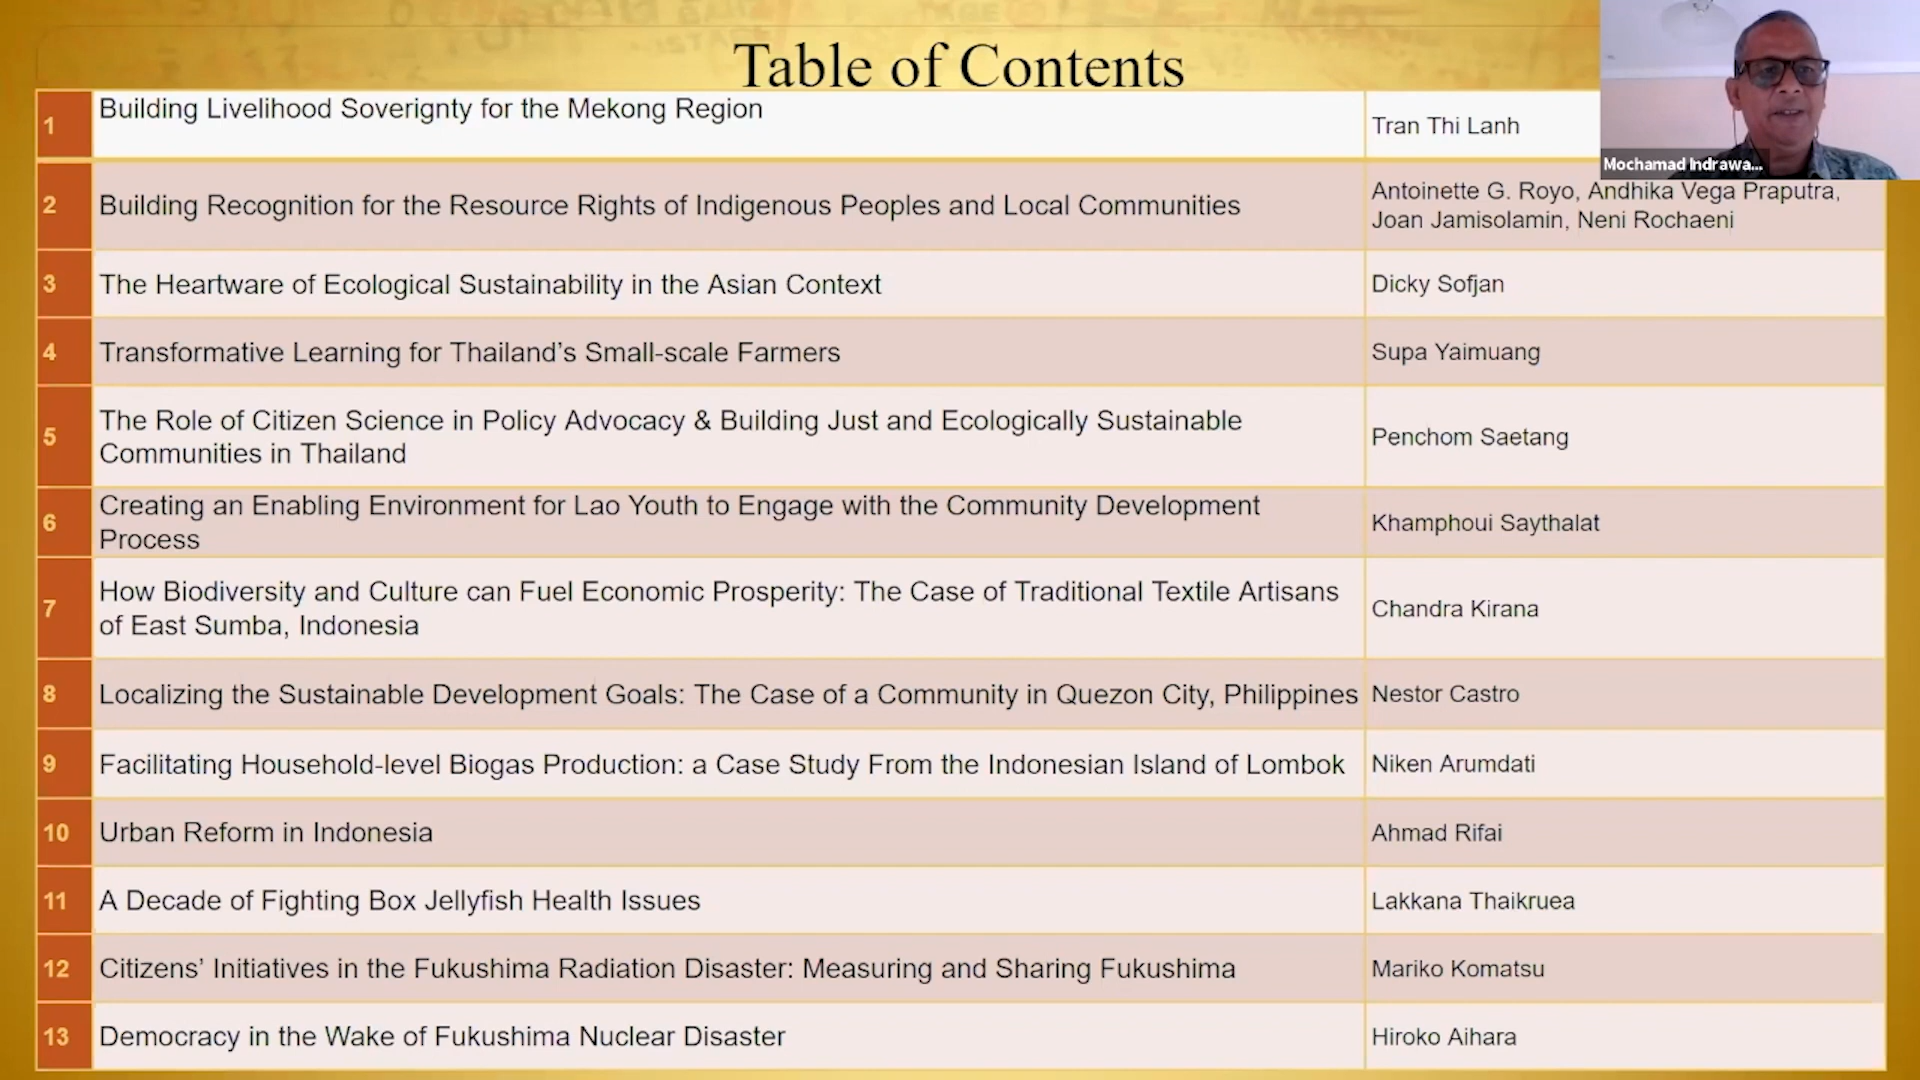 Table of Contents
1 Building Livelihood Soverignty for the Mekong Region Tran Thi Lanh
Mochamad Indrawa...
2 Building Recognition for the Resource Rights of Indigenous Peoples and Local Communities Antoinette G. Royo, Andhika Vega Praputra,
Joan Jamisolamin, Neni Rochaeni
3 The Heartware of Ecological Sustainability in the Asian Context Dicky Sofjan
4 Transformative Learning for Thailand’s Small-scale Farmers Supa Yaimuang
5 The Role of Citizen Science in Policy Advocacy & Building Just and Ecologically Sustainable
Communities in Thailand Penchom Saetang
6 Creating an Enabling Environment for Lao Youth to Engage with the Community Development
Process Khamphoui Saythalat
7 How Biodiversity and Culture can Fuel Economic Prosperity: The Case of Traditional Textile Artisans
of East Sumba, Indonesia Chandra Kirana
8 Localizing the Sustainable Development Goals: The Case of a Community in Quezon City, Philippines Nestor Castro
9 Facilitating Household-level Biogas Production: a Case Study From the Indonesian Island of Lombok Niken Arumdati
10 Urban Reform in Indonesia Ahmad Rifai
11 A Decade of Fighting Box Jellyfish Health Issues Lakkana Thaikruea
12 Citizens’ Initiatives in the Fukushima Radiation Disaster: Measuring and Sharing Fukushima Mariko Komatsu
13 Democracy in the Wake of Fukushima Nuclear Disaster Hiroko Aihara